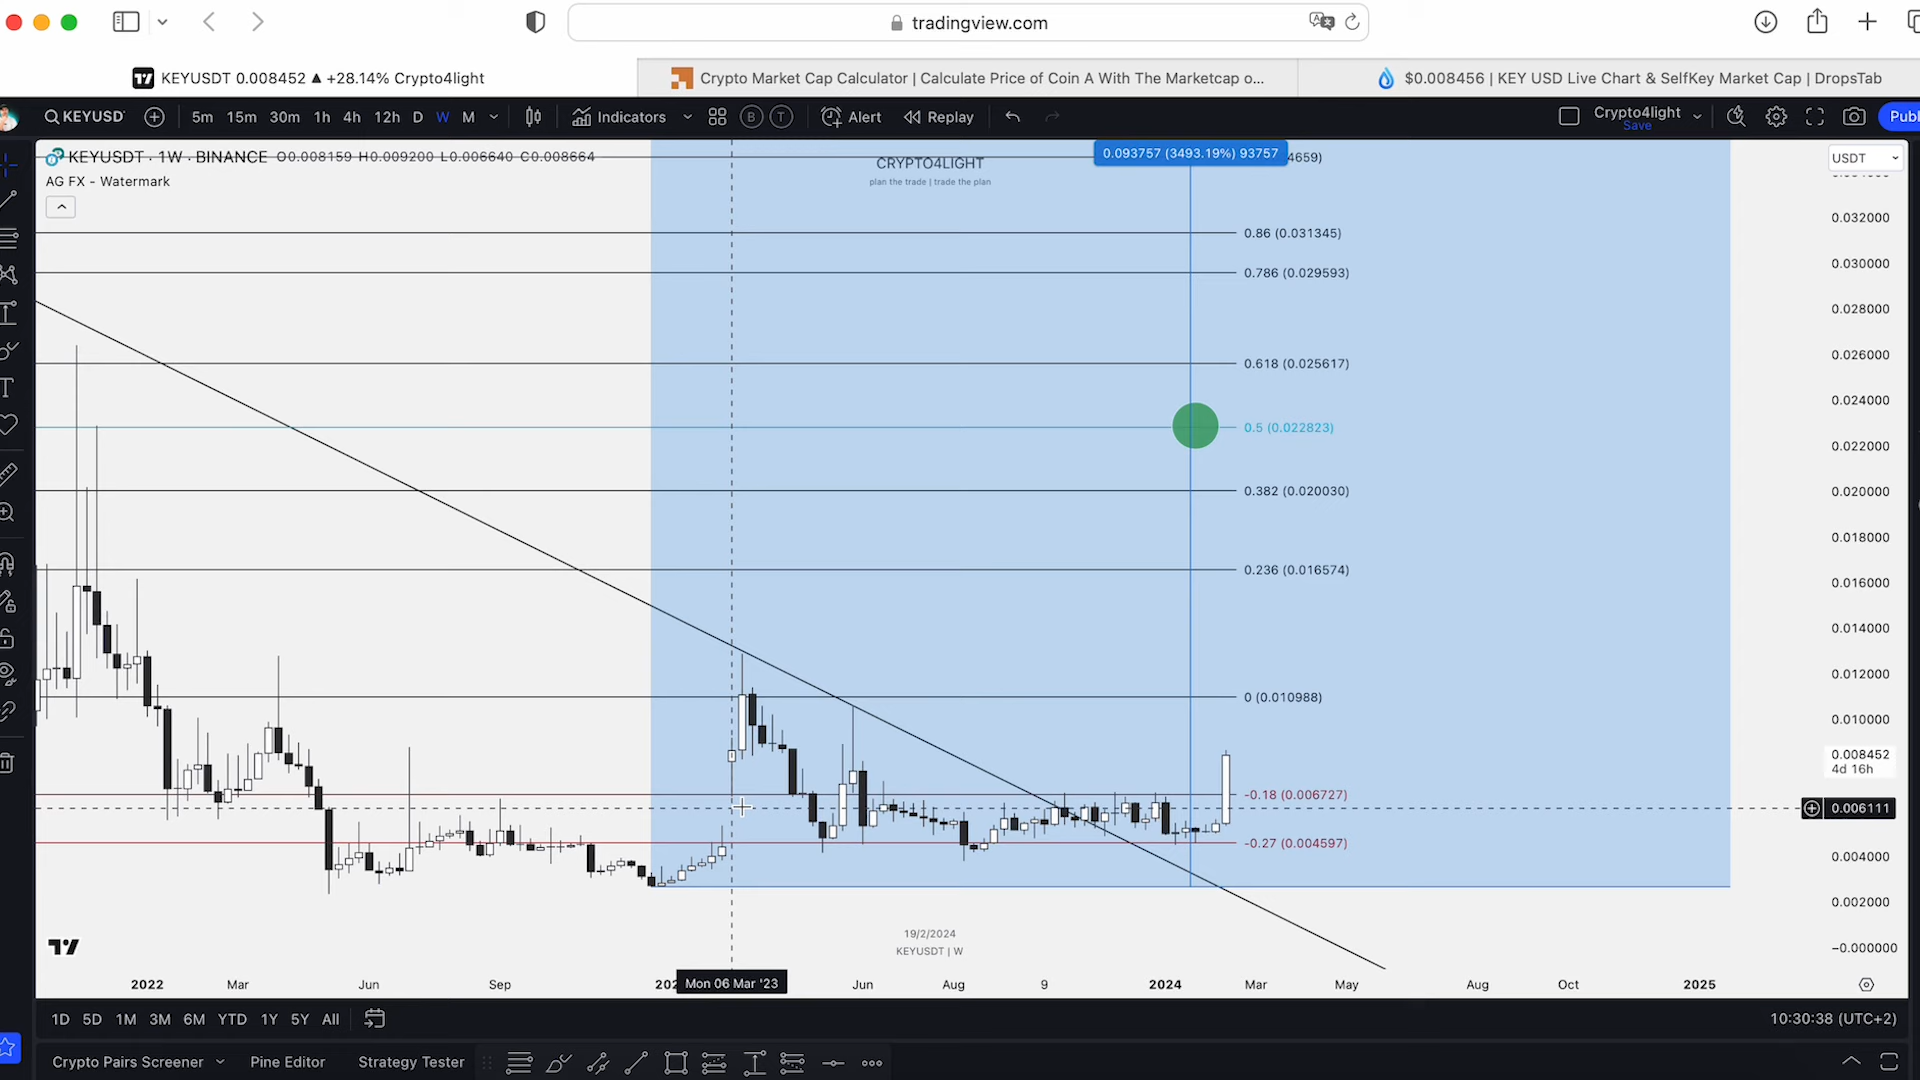 tradingview.com
KEYUSDT 0.008452 ▲ +28.14% Crypto4light
Crypto Market Cap Calculator | Calculate Price of Coin A With The Marketcap o...
$0.008456 | KEY USD Live Chart & SelfKey Market Cap | DropsTab
KEYUSDT 5m 15m 30m 1h 4h 12h D W M Indicators B T Alert Replay Crypto4light Publ
Save
KEYUSDT · 1W · BINANCE O0.008159 H0.009200 L0.006640 C0.008664
AG FX - Watermark
CRYPTO4LIGHT
plan the trade | trade the plan
0.093757 (3493.19%) 93757
4659)
USDT
0.86 (0.031345)
0.786 (0.029593)
0.618 (0.025617)
0.5 (0.022823)
0.382 (0.020030)
0.236 (0.016574)
0 (0.010988)
-0.18 (0.006727)
-0.27 (0.004597)
0.032000
0.030000
0.028000
0.026000
0.024000
0.022000
0.020000
0.018000
0.016000
0.014000
0.012000
0.010000
0.008452
4d 16h
0.006111
0.004000
0.002000
−0.000000
19/2/2024
KEYUSDT | W
2022 Mar Jun Sep 202 Mon 06 Mar '23 Jun Aug 9 2024 Mar May Aug Oct 2025
1D 5D 1M 3M 6M YTD 1Y 5Y All 10:30:38 (UTC+2)
Crypto Pairs Screener Pine Editor Strategy Tester